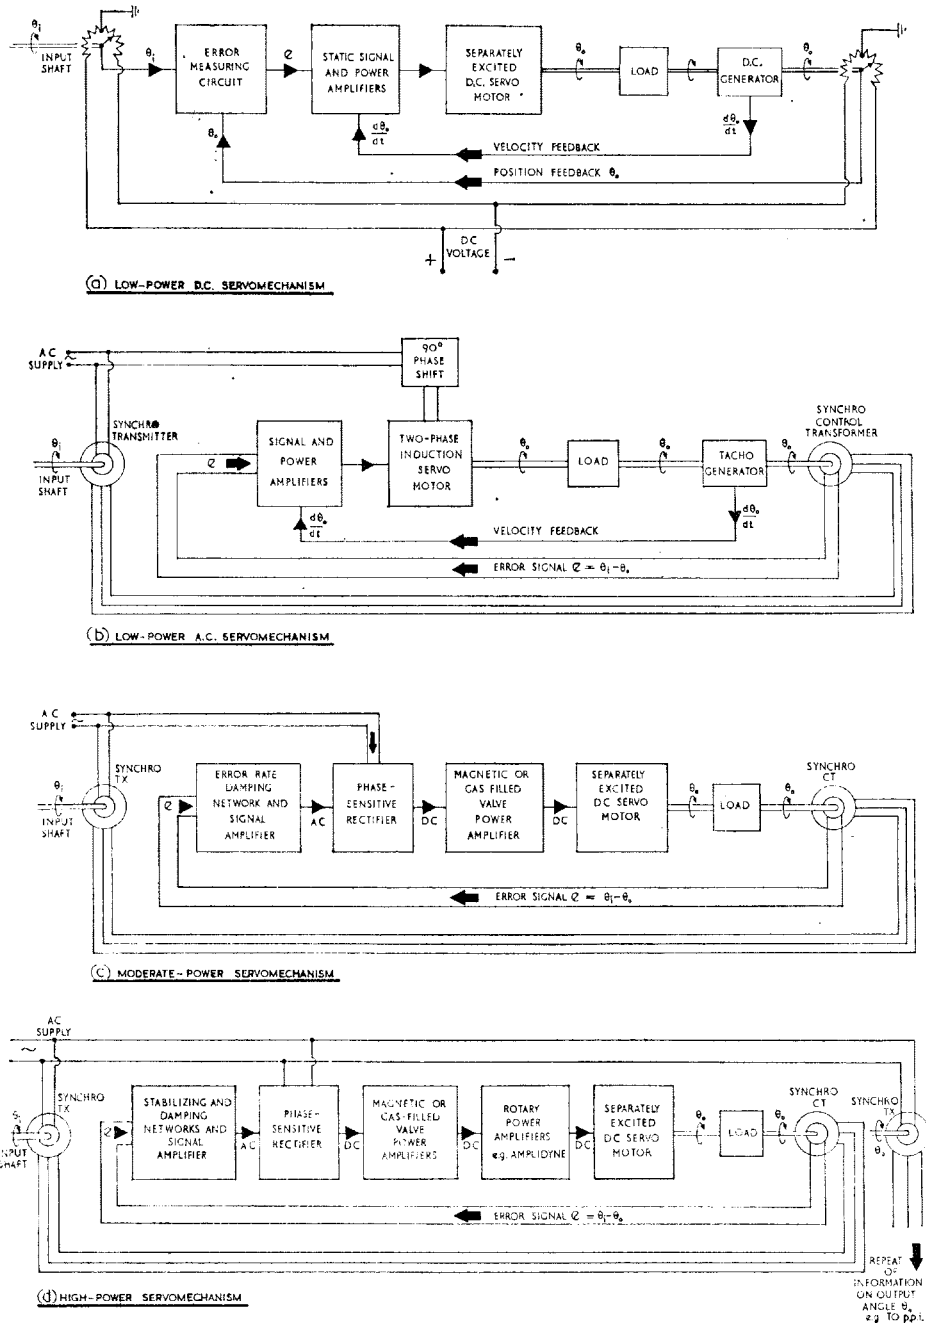 θi
INPUT
SHAFT
θi
ERROR
MEASURING
CIRCUIT
e
STATIC SIGNAL
AND POWER
AMPLIFIERS
SEPARATELY
EXCITED
D.C. SERVO
MOTOR
θo
LOAD
D.C.
GENERATOR
θo
θo
dθo
dt
dθo
dt
VELOCITY FEEDBACK
POSITION FEEDBACK θo
+
DC
VOLTAGE
−
(a) LOW-POWER D.C. SERVOMECHANISM
A C
SUPPLY
~
90°
PHASE
SHIFT
SYNCHRO
TRANSMITTER
θi
INPUT
SHAFT
e
SIGNAL AND
POWER
AMPLIFIERS
TWO-PHASE
INDUCTION
SERVO
MOTOR
θo
LOAD
θo
TACHO
GENERATOR
θo
SYNCHRO
CONTROL
TRANSFORMER
dθo
dt
dθo
dt
VELOCITY FEEDBACK
ERROR SIGNAL e = θi-θo
(b) LOW-POWER A.C. SERVOMECHANISM
A C
SUPPLY
~
SYNCHRO
TX
θi
INPUT
SHAFT
e
ERROR RATE
DAMPING
NETWORK AND
SIGNAL
AMPLIFIER
AC
PHASE-
SENSITIVE
RECTIFIER
DC
MAGNETIC OR
GAS FILLED
VALVE
POWER
AMPLIFIER
DC
SEPARATELY
EXCITED
DC SERVO
MOTOR
θo
LOAD
θo
SYNCHRO
CT
ERROR SIGNAL e = θi-θo
(c) MODERATE-POWER SERVOMECHANISM
AC
SUPPLY
~
SYNCHRO
TX
INPUT
SHAFT
e
STABILIZING AND
DAMPING
NETWORKS AND
SIGNAL
AMPLIFIER
AC
PHASE-
SENSITIVE
RECTIFIER
DC
MAGNETIC OR
GAS-FILLED
VALVE
POWER
AMPLIFIERS
DC
ROTARY
POWER
AMPLIFIERS
e.g. AMPLIDYNE
DC
SEPARATELY
EXCITED
DC SERVO
MOTOR
θo
LOAD
θo
SYNCHRO
CT
SYNCHRO
TX
θo
ERROR SIGNAL e = θi-θo
REPEAT
OF
INFORMATION
ON OUTPUT
ANGLE θo
e.g TO p.p.i.
(d) HIGH-POWER SERVOMECHANISM